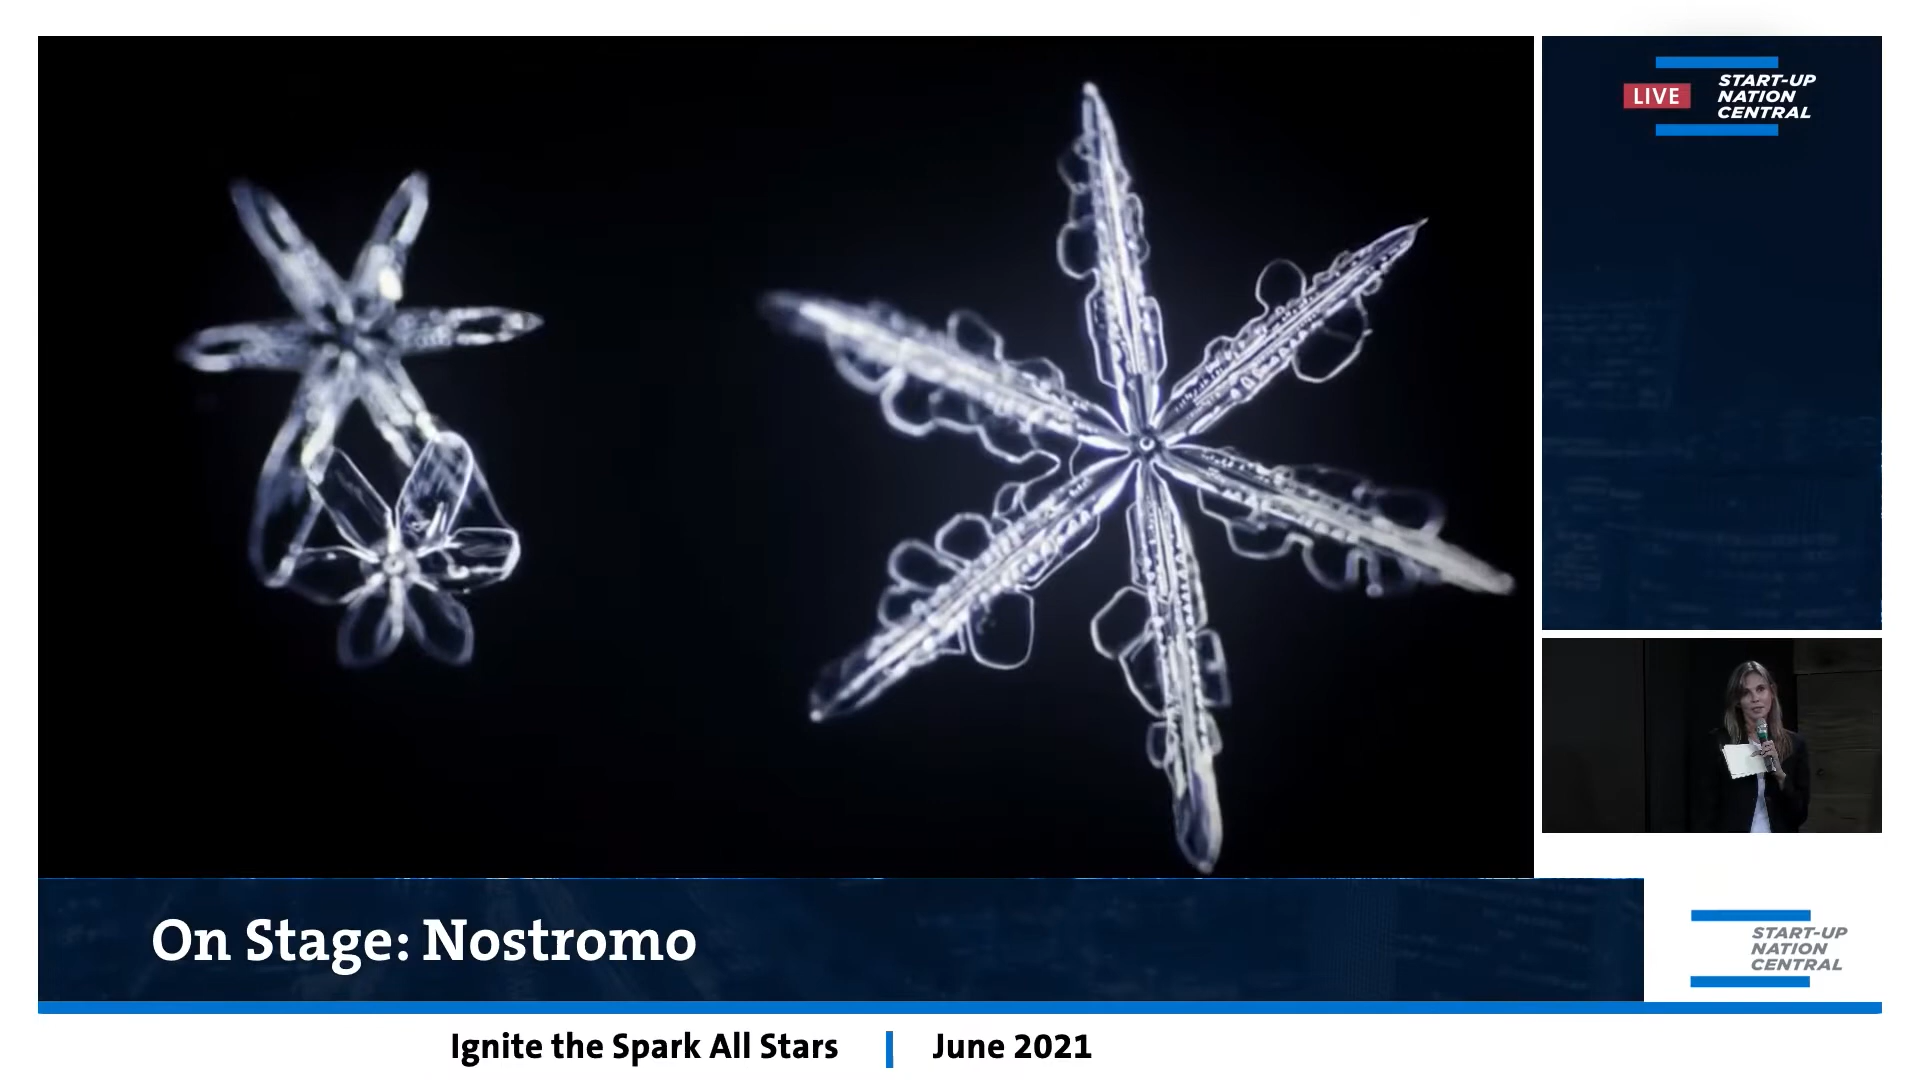 LIVE
START-UP
NATION
CENTRAL
On Stage: Nostromo
START-UP
NATION
CENTRAL
Ignite the Spark All Stars | June 2021